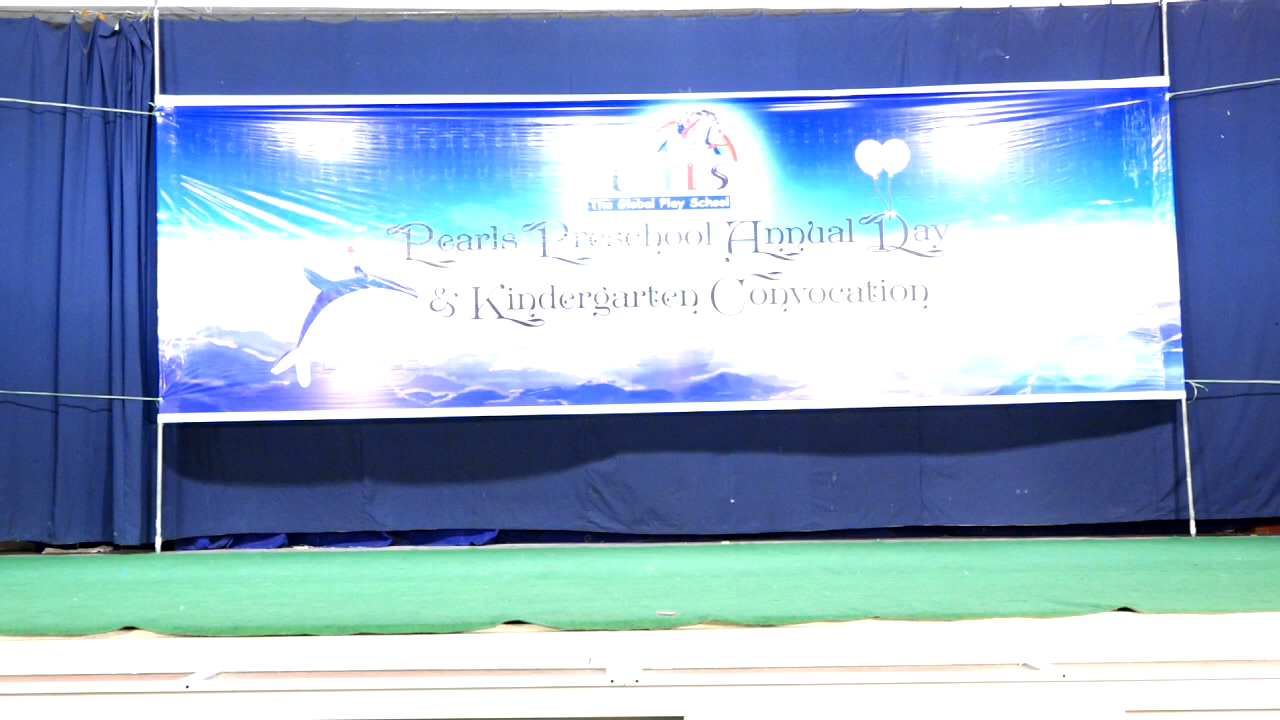 The Global Play School
Pearls Preschool Annual Day
& Kindergarten Convocation